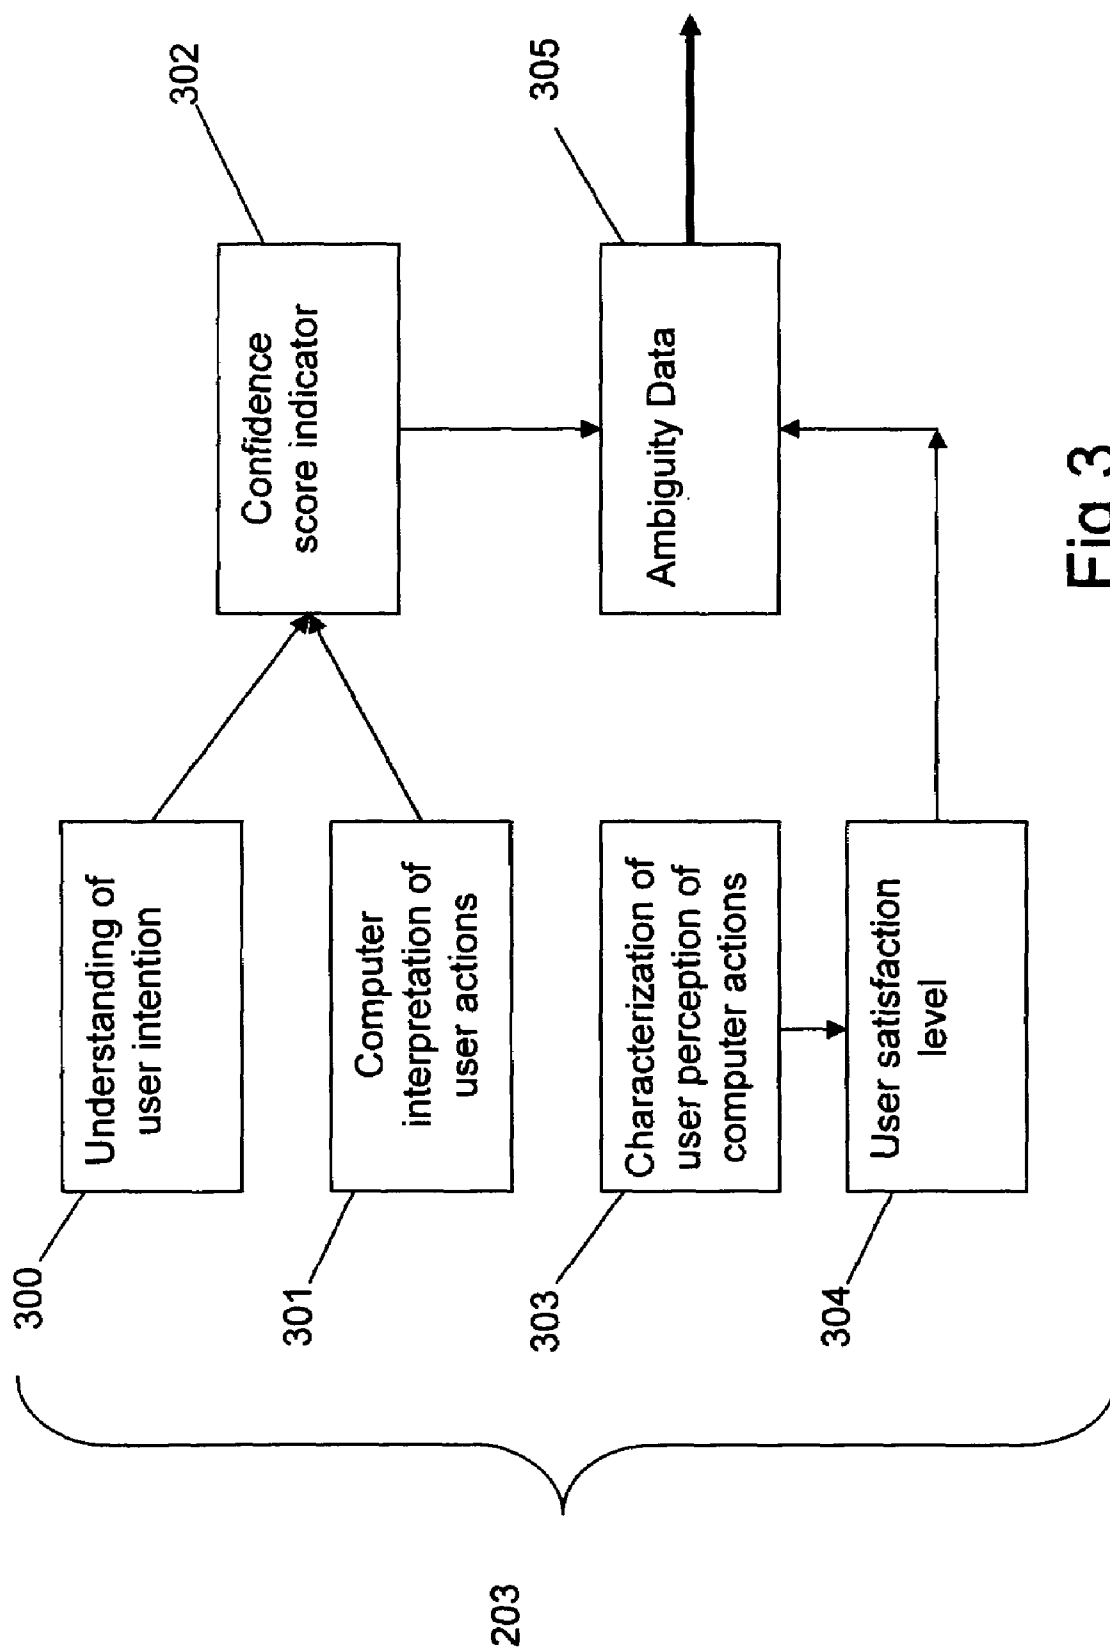 203
300
Understanding of
user intention
301
Computer
interpretation of
user actions
303
Characterization of
user perception of
computer actions
304
User satisfaction
level
302
Confidence
score indicator
305
Ambiguity Data
Fig 3